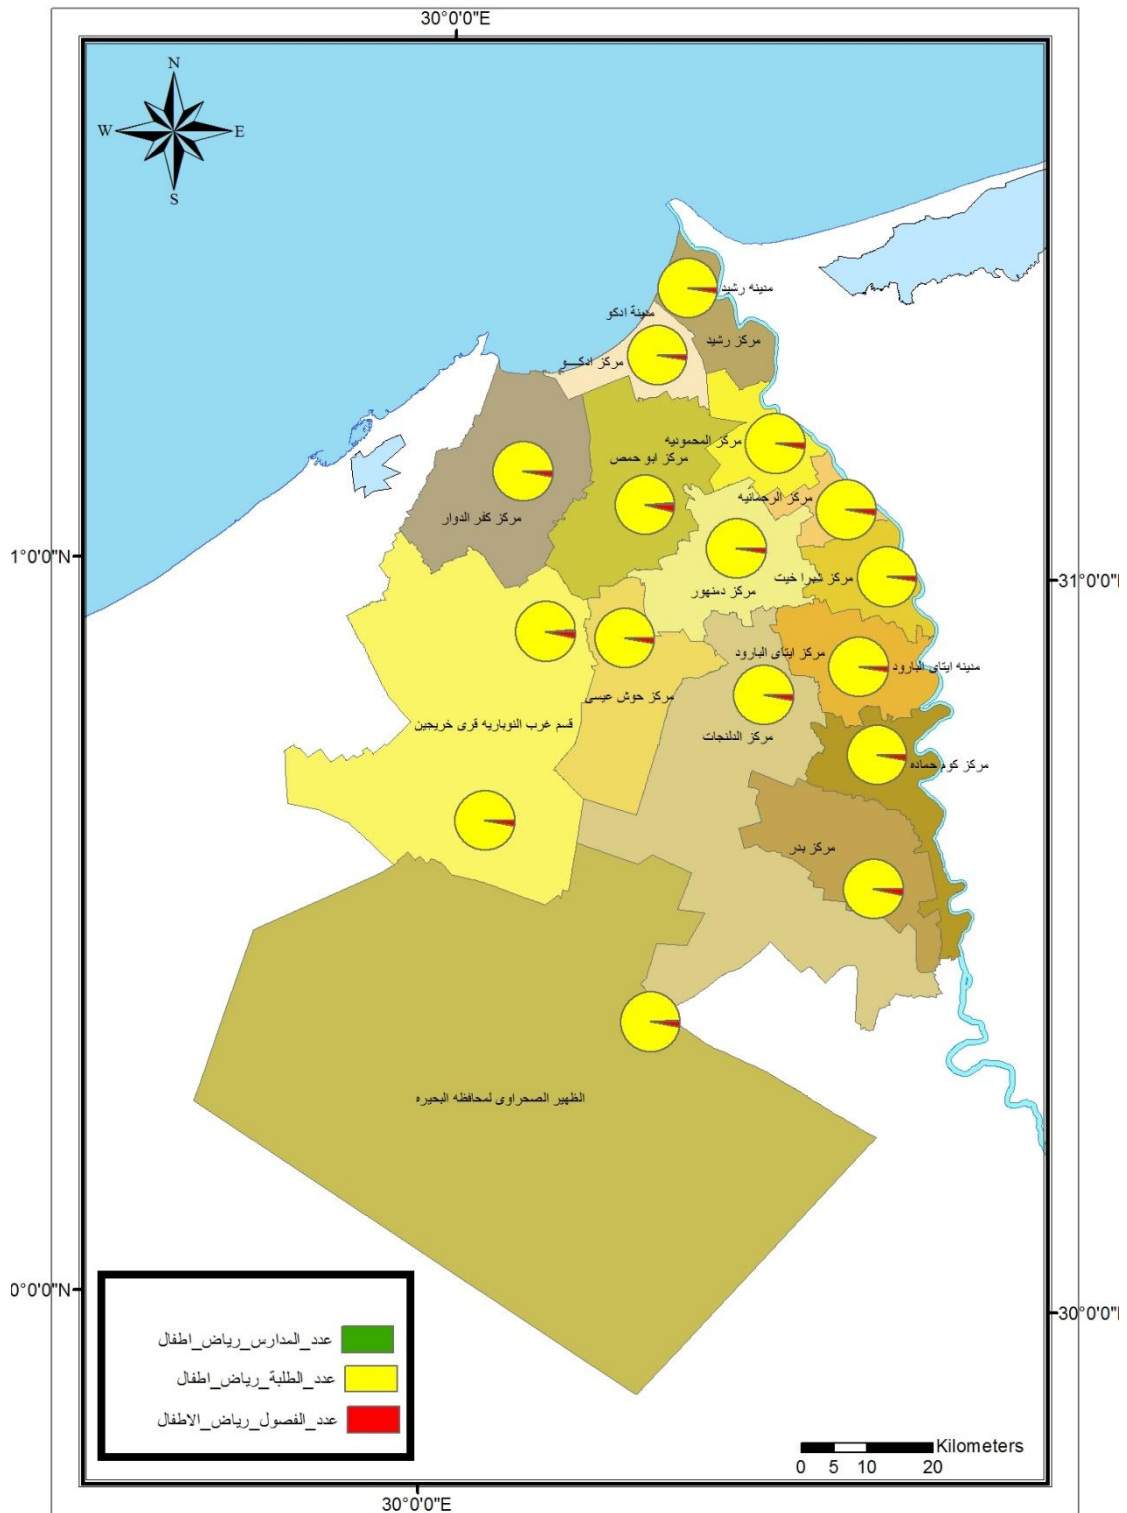 30°0'0"E
N
W
E
S
مدينه رشيد
مدينة ادكو
مركز رشيد
مركز ادكـــو
مركز المحموديه
مركز ابو حمص
مركز الرحمانيه
مركز كفر الدوار
1°0'0"N
مركز شبرا خيت
31°0'0"
مركز دمنهور
مركز ايتاى البارود
مدينه ايتاى البارود
مركز حوش عيسى
قسم غرب النوباريه قرى خريجين
مركز الدلنجات
مركز كوم حماده
مركز بدر
الظهير الصحراوى لمحافظه البحيره
0°0'0"N
30°0'0"
عدد_المدارس_رياض_اطفال
عدد_الطلبة_رياض_اطفال
عدد_الفصول_رياض_الاطفال
Kilometers
0 5 10 20
30°0'0"E